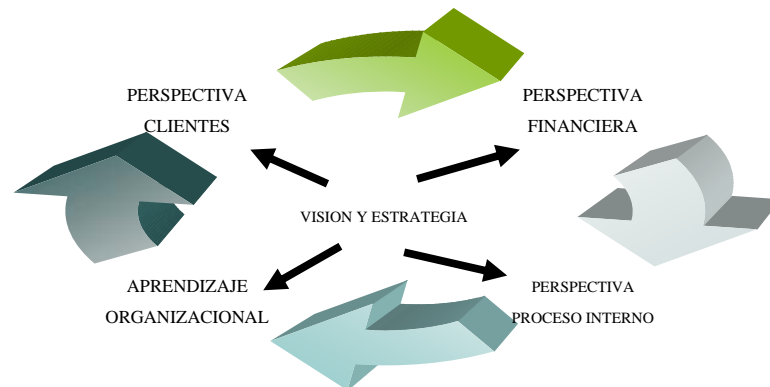 PERSPECTIVA
CLIENTES
PERSPECTIVA
FINANCIERA
VISION Y ESTRATEGIA
APRENDIZAJE
ORGANIZACIONAL
PERSPECTIVA
PROCESO INTERNO